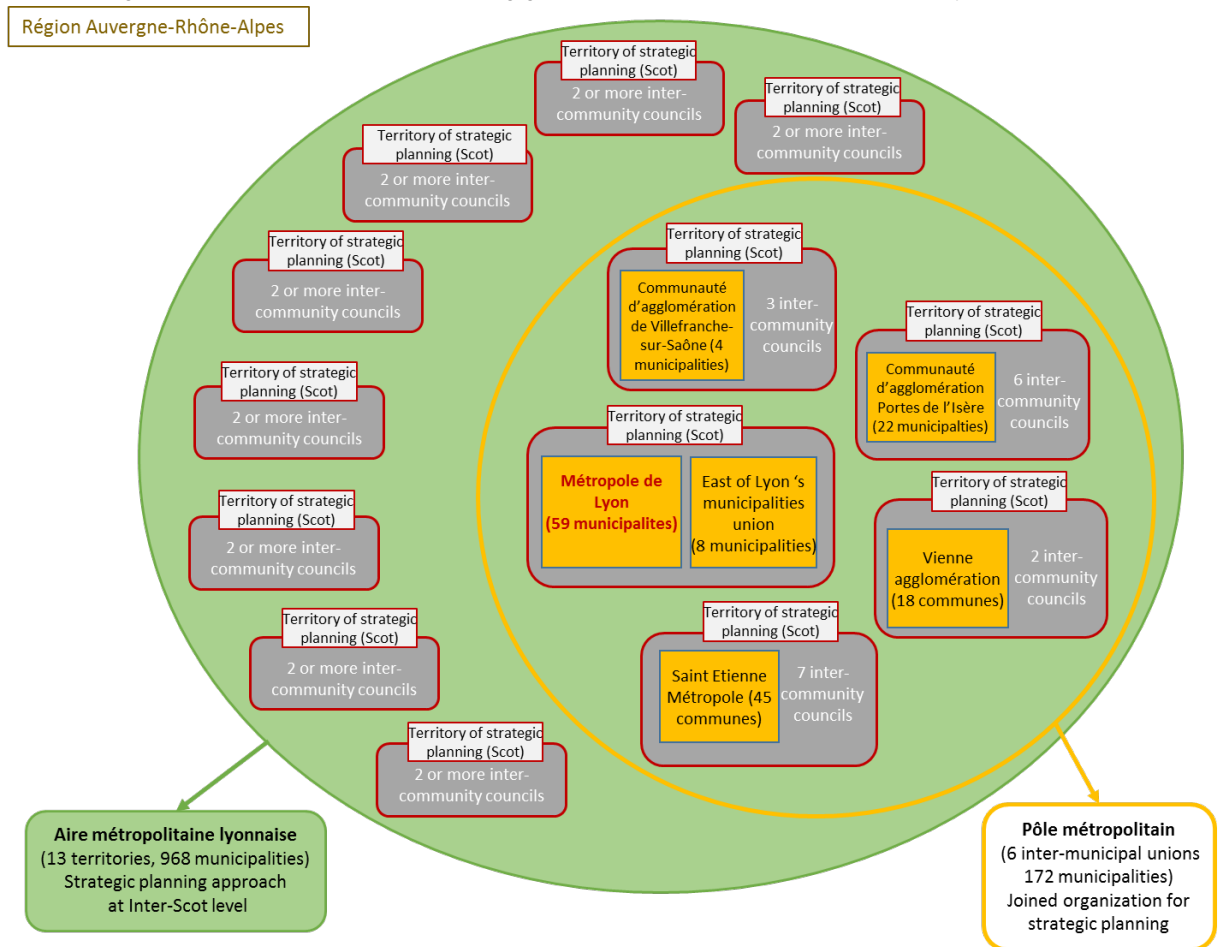 Région Auvergne-Rhône-Alpes
Territory of strategic
planning (Scot)
2 or more inter-
community councils
Territory of strategic
planning (Scot)
2 or more inter-
community councils
Territory of strategic
planning (Scot)
2 or more inter-
community councils
Territory of strategic
planning (Scot)
2 or more inter-
community councils
Territory of strategic
planning (Scot)
2 or more inter-
community councils
Territory of strategic
planning (Scot)
2 or more inter-
community councils
Territory of strategic
planning (Scot)
2 or more inter-
community councils
Territory of strategic
planning (Scot)
2 or more inter-
community councils
Territory of strategic
planning (Scot)
Communauté
d’agglomération
de Villefranche-
sur-Saône (4
municipalities)
3 inter-
community
councils
Territory of strategic
planning (Scot)
Communauté
d’agglomération
Portes de l’Isère
(22 municipalties)
6 inter-
community
councils
Territory of strategic
planning (Scot)
Métropole de
Lyon
(59 municipalites)
East of Lyon ‘s
municipalities
union
(8 municipalities)
Territory of strategic
planning (Scot)
Vienne
agglomération
(18 communes)
2 inter-
community
councils
Territory of strategic
planning (Scot)
Saint Etienne
Métropole (45
communes)
7 inter-
community
councils
Aire métropolitaine lyonnaise
(13 territories, 968 municipalities)
Strategic planning approach
at Inter-Scot level
Pôle métropolitain
(6 inter-municipal unions
172 municipalities)
Joined organization for
strategic planning